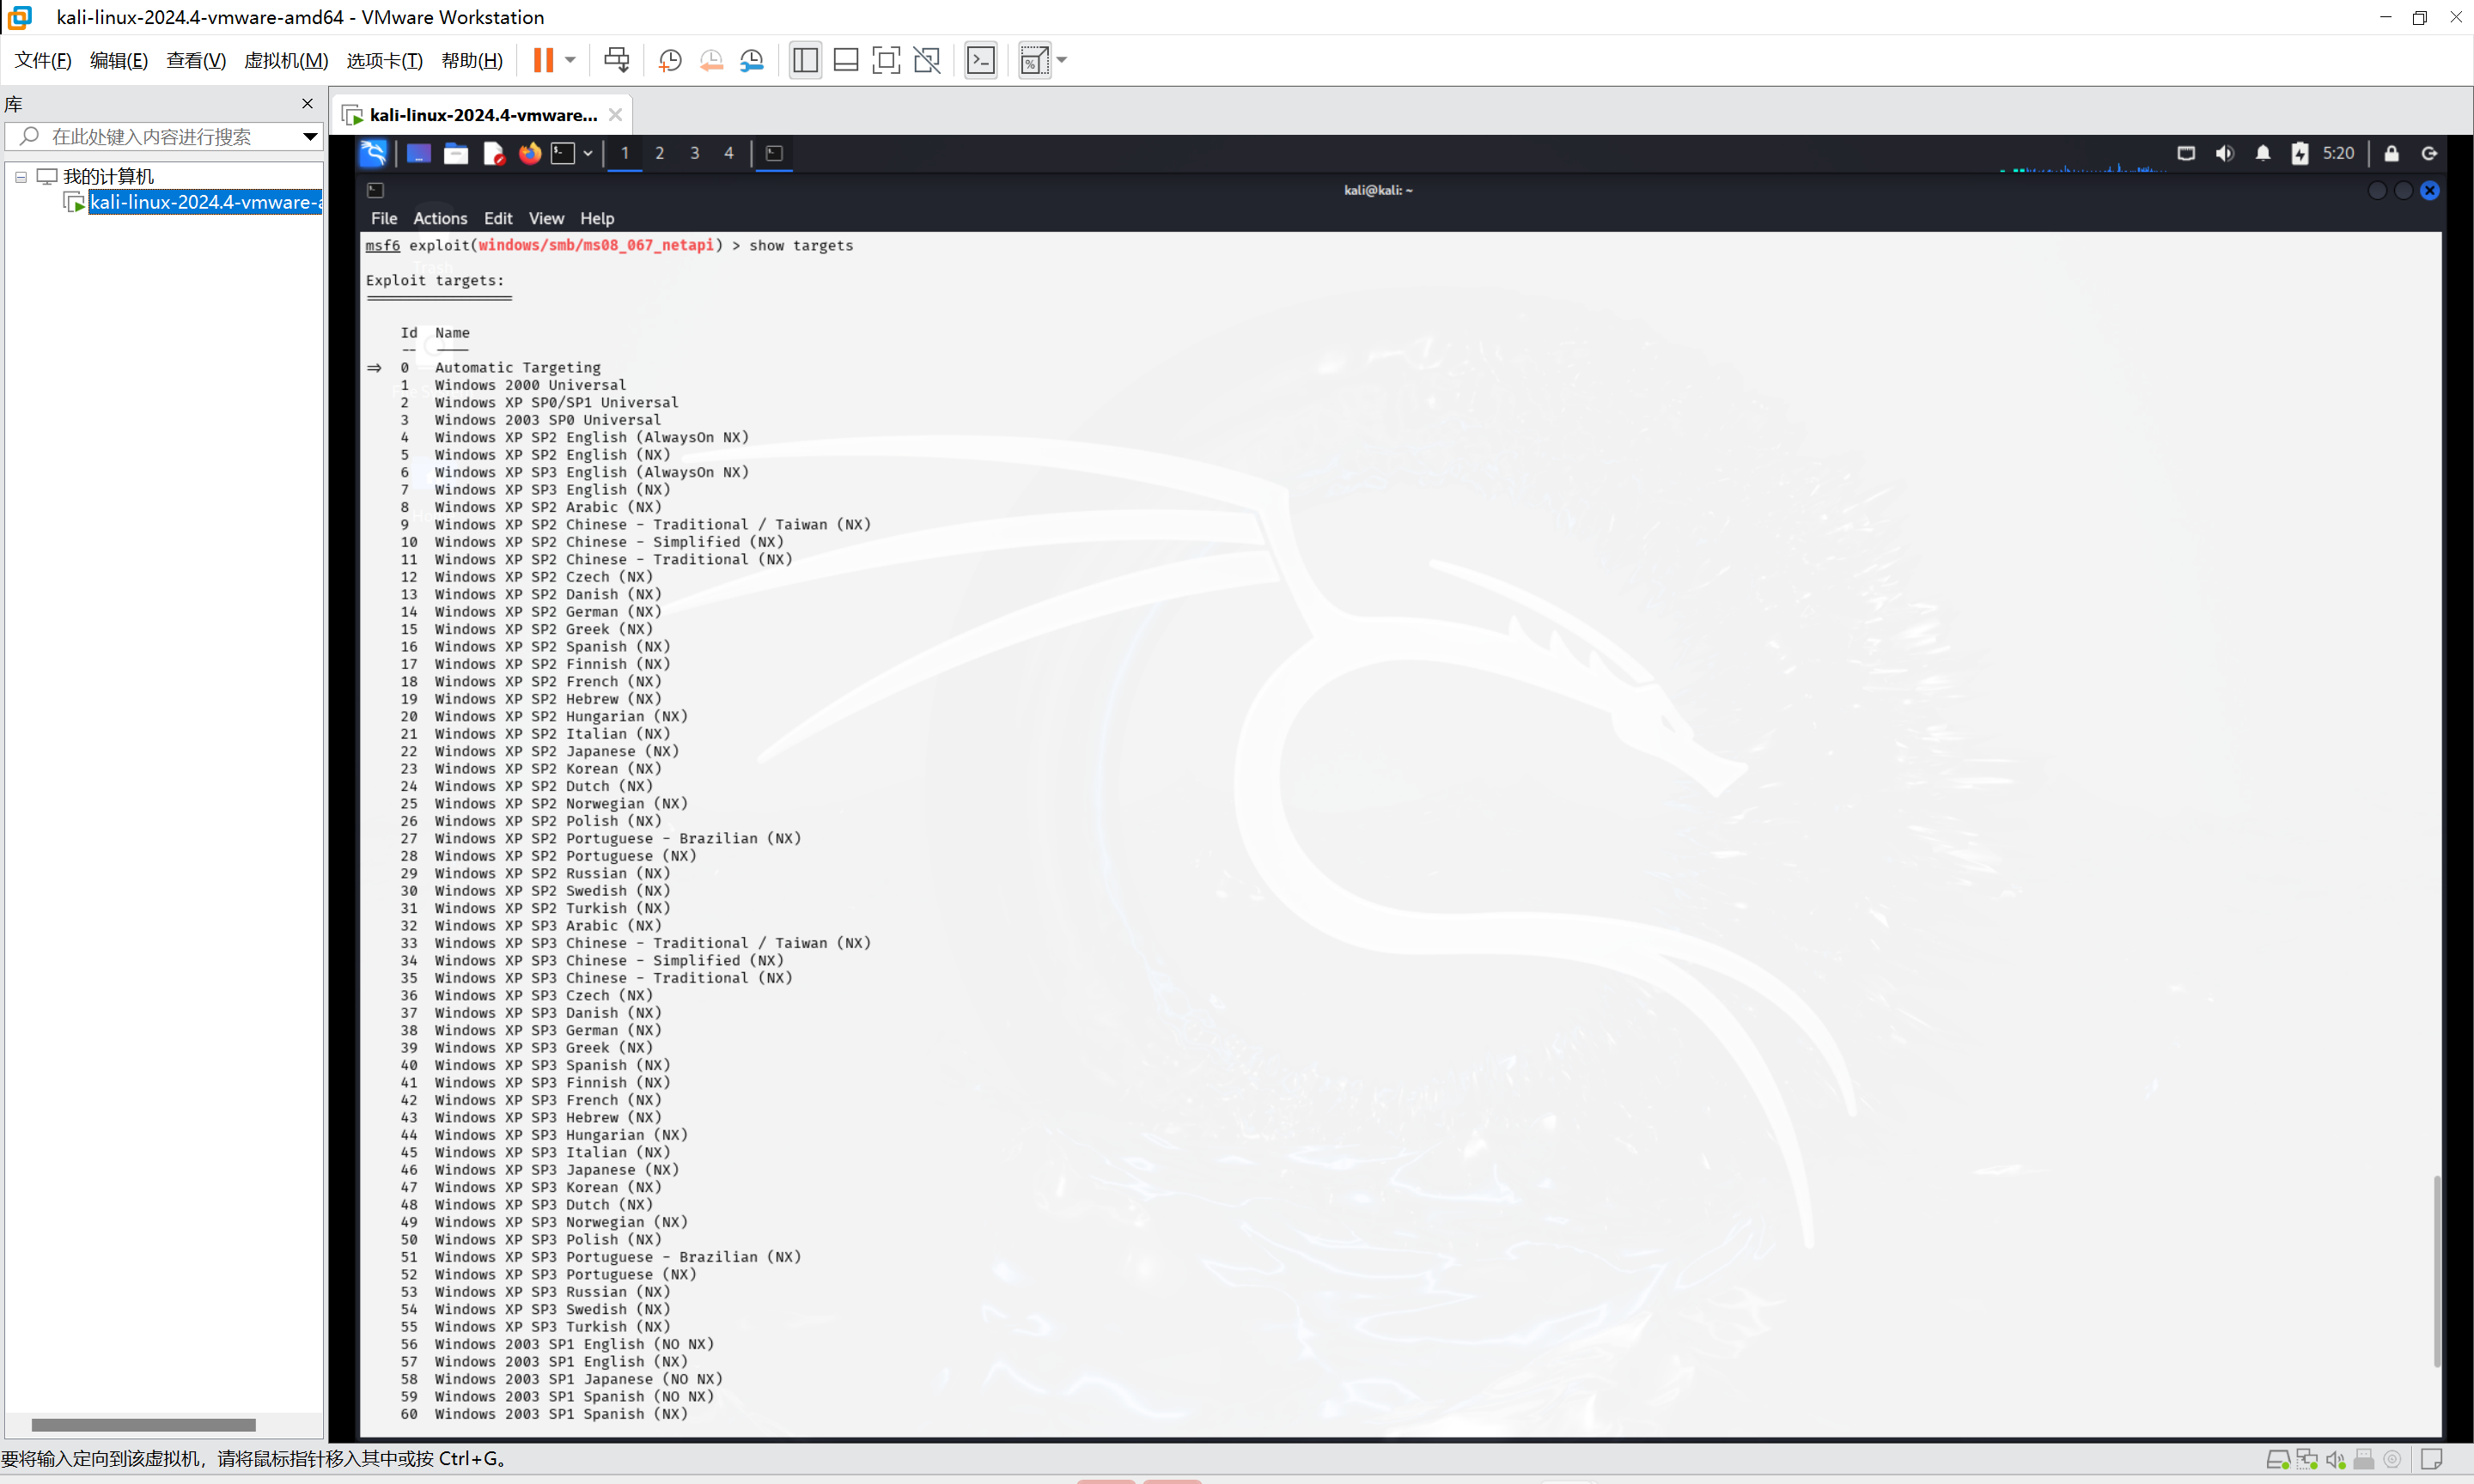 kali-linux-2024.4-vmware-amd64 - VMware Workstation
文件(F) 编辑(E) 查看(V) 虚拟机(M) 选项卡(T) 帮助(H)
库
在此处键入内容进行搜索
我的计算机
kali-linux-2024.4-vmware-a
kali-linux-2024.4-vmware...
1 2 3 4
5:20
kali@kali: ~
File Actions Edit View Help
msf6 exploit(windows/smb/ms08_067_netapi) > show targets
Exploit targets:
Id Name
-- ----
⇒ 0 Automatic Targeting
1 Windows 2000 Universal
2 Windows XP SP0/SP1 Universal
3 Windows 2003 SP0 Universal
4 Windows XP SP2 English (AlwaysOn NX)
5 Windows XP SP2 English (NX)
6 Windows XP SP3 English (AlwaysOn NX)
7 Windows XP SP3 English (NX)
8 Windows XP SP2 Arabic (NX)
9 Windows XP SP2 Chinese - Traditional / Taiwan (NX)
10 Windows XP SP2 Chinese - Simplified (NX)
11 Windows XP SP2 Chinese - Traditional (NX)
12 Windows XP SP2 Czech (NX)
13 Windows XP SP2 Danish (NX)
14 Windows XP SP2 German (NX)
15 Windows XP SP2 Greek (NX)
16 Windows XP SP2 Spanish (NX)
17 Windows XP SP2 Finnish (NX)
18 Windows XP SP2 French (NX)
19 Windows XP SP2 Hebrew (NX)
20 Windows XP SP2 Hungarian (NX)
21 Windows XP SP2 Italian (NX)
22 Windows XP SP2 Japanese (NX)
23 Windows XP SP2 Korean (NX)
24 Windows XP SP2 Dutch (NX)
25 Windows XP SP2 Norwegian (NX)
26 Windows XP SP2 Polish (NX)
27 Windows XP SP2 Portuguese - Brazilian (NX)
28 Windows XP SP2 Portuguese (NX)
29 Windows XP SP2 Russian (NX)
30 Windows XP SP2 Swedish (NX)
31 Windows XP SP2 Turkish (NX)
32 Windows XP SP3 Arabic (NX)
33 Windows XP SP3 Chinese - Traditional / Taiwan (NX)
34 Windows XP SP3 Chinese - Simplified (NX)
35 Windows XP SP3 Chinese - Traditional (NX)
36 Windows XP SP3 Czech (NX)
37 Windows XP SP3 Danish (NX)
38 Windows XP SP3 German (NX)
39 Windows XP SP3 Greek (NX)
40 Windows XP SP3 Spanish (NX)
41 Windows XP SP3 Finnish (NX)
42 Windows XP SP3 French (NX)
43 Windows XP SP3 Hebrew (NX)
44 Windows XP SP3 Hungarian (NX)
45 Windows XP SP3 Italian (NX)
46 Windows XP SP3 Japanese (NX)
47 Windows XP SP3 Korean (NX)
48 Windows XP SP3 Dutch (NX)
49 Windows XP SP3 Norwegian (NX)
50 Windows XP SP3 Polish (NX)
51 Windows XP SP3 Portuguese - Brazilian (NX)
52 Windows XP SP3 Portuguese (NX)
53 Windows XP SP3 Russian (NX)
54 Windows XP SP3 Swedish (NX)
55 Windows XP SP3 Turkish (NX)
56 Windows 2003 SP1 English (NO NX)
57 Windows 2003 SP1 English (NX)
58 Windows 2003 SP1 Japanese (NO NX)
59 Windows 2003 SP1 Spanish (NO NX)
60 Windows 2003 SP1 Spanish (NX)
要将输入定向到该虚拟机，请将鼠标指针移入其中或按 Ctrl+G。